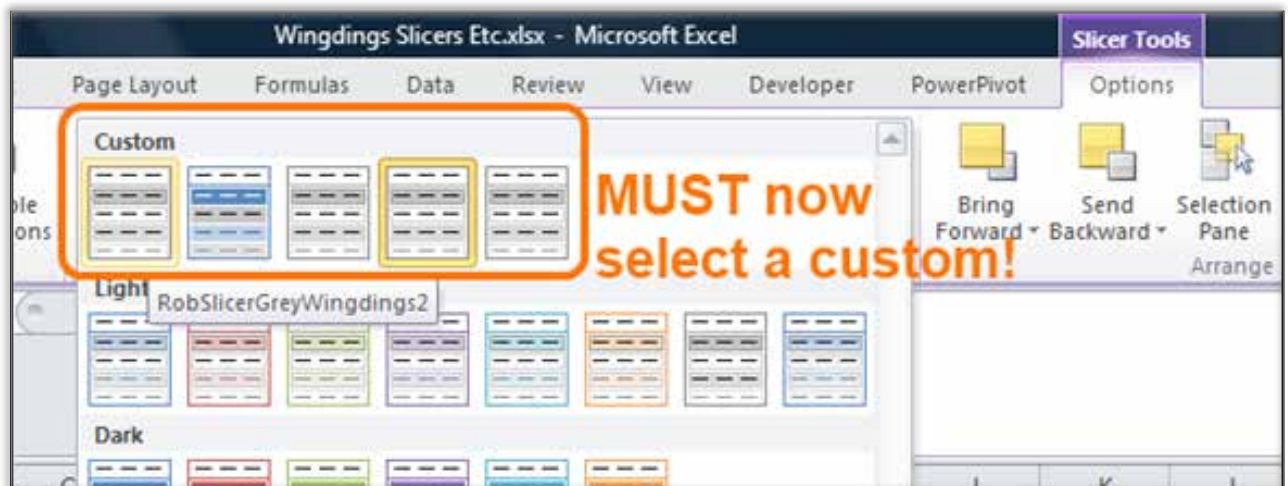 Wingdings Slicers Etc.xlsx - Microsoft Excel
Slicer Tools
Page Layout Formulas Data Review View Developer PowerPivot Options
Custom
MUST now
select a custom!
Bring
Forward
Send
Backward
Selection
Pane
Arrange
Light
RobSlicerGreyWingdings2
Dark